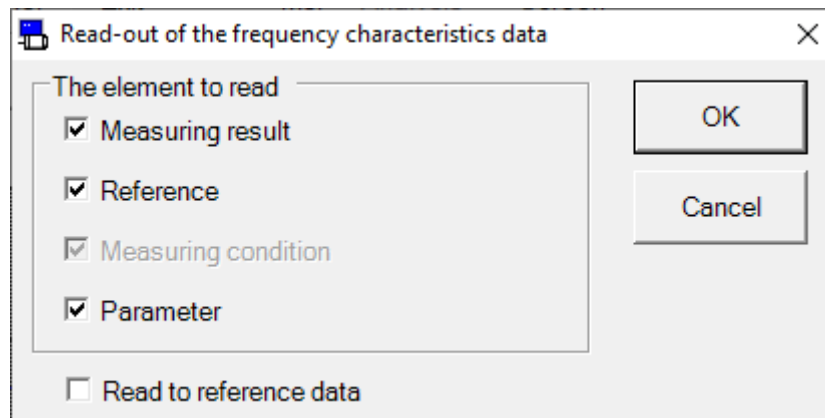 Read-out of the frequency characteristics data
The element to read
Measuring result
Reference
Measuring condition
Parameter
Read to reference data
OK
Cancel